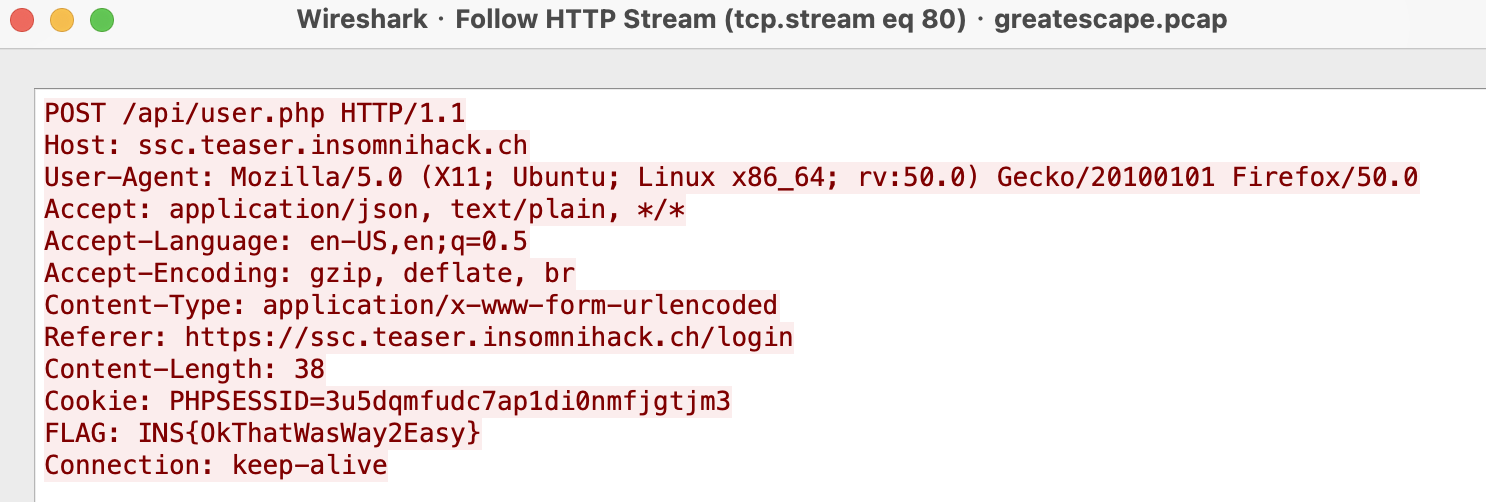 Wireshark · Follow HTTP Stream (tcp.stream eq 80) · greatescape.pcap
POST /api/user.php HTTP/1.1
Host: ssc.teaser.insomnihack.ch
User-Agent: Mozilla/5.0 (X11; Ubuntu; Linux x86_64; rv:50.0) Gecko/20100101 Firefox/50.0
Accept: application/json, text/plain, */*
Accept-Language: en-US,en;q=0.5
Accept-Encoding: gzip, deflate, br
Content-Type: application/x-www-form-urlencoded
Referer: https://ssc.teaser.insomnihack.ch/login
Content-Length: 38
Cookie: PHPSESSID=3u5dqmfudc7ap1di0nmfjgtjm3
FLAG: INS{OkThatWasWay2Easy}
Connection: keep-alive